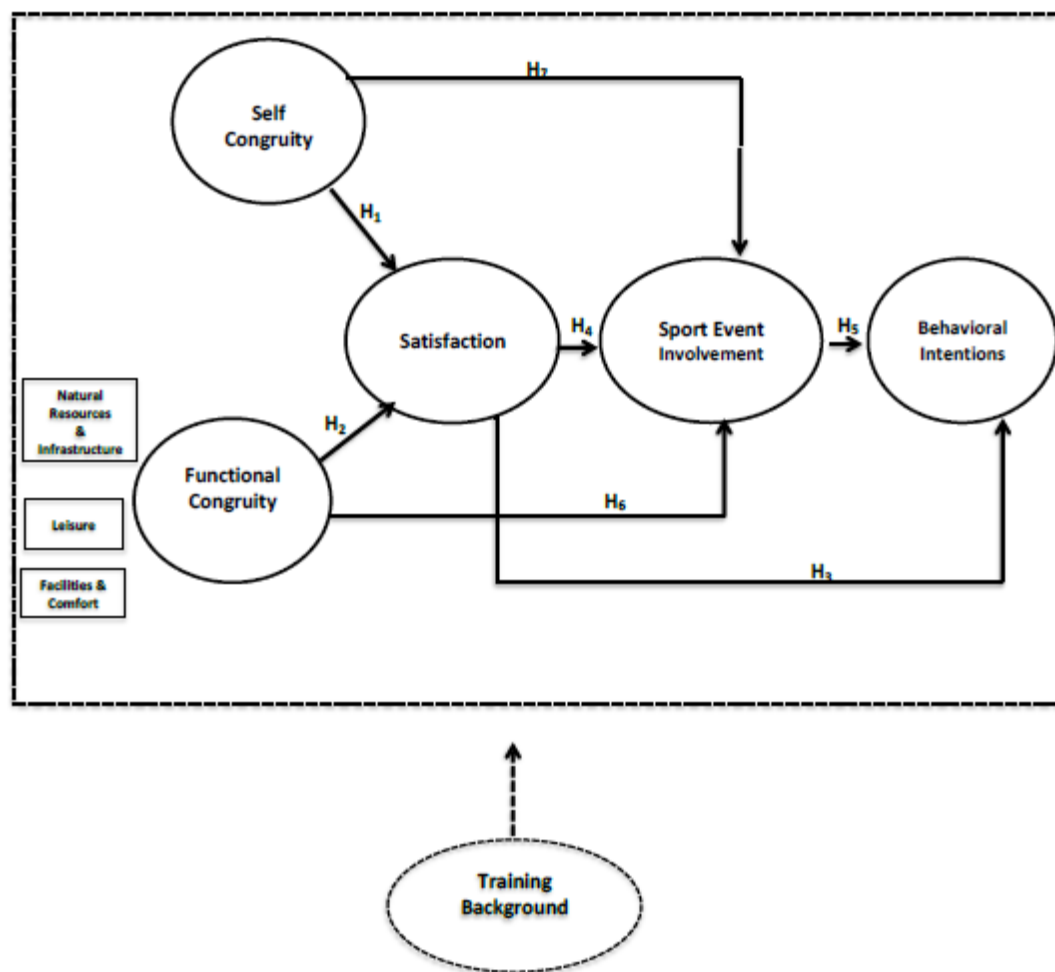 H₇
Self
Congruity
H₁
Satisfaction
H₄
Sport Event
Involvement
H₅
Behavioral
Intentions
Natural
Resources
&
Infrastructure
H₂
Functional
Congruity
Leisure
H₆
Facilities &
Comfort
H₃
Training
Background